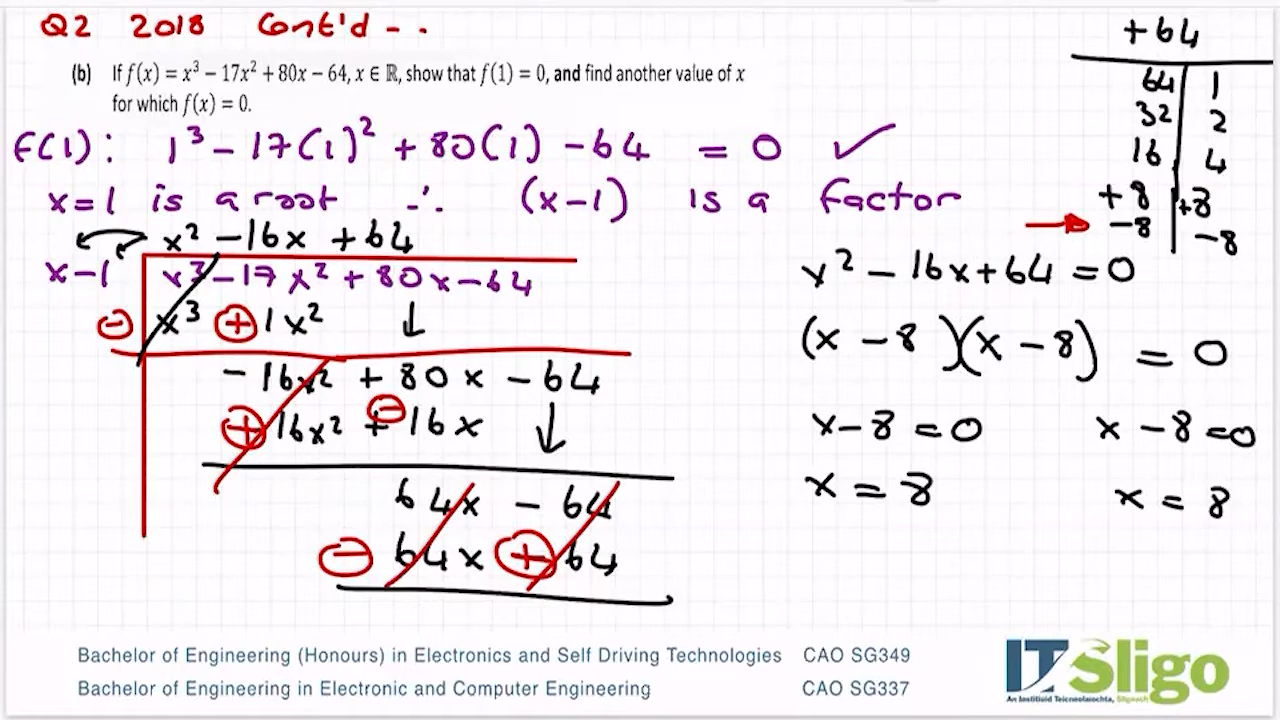 Q2 2018 Cont'd - .
(b) If f(x) = x³ − 17x² + 80x − 64, x ∈ ℝ, show that f(1) = 0, and find another value of x
for which f(x) = 0.
f(1): 1³ − 17(1)² + 80(1) − 64 = 0 ✓
x=1 is a root ∴ (x−1) is a factor
x² − 16x + 64
x − 1 x³ − 17x² + 80x − 64
⊖ x³ ⊕ 1x² ↓
− 16x² + 80x − 64
⊕ 16x² + ⊖ 16x ↓
64x − 64
⊖ 64x ⊕ 64
+64
64 | 1
32 | 2
16 | 4
+8 | +8
→ −8 | −8
x² − 16x + 64 = 0
(x − 8)(x − 8) = 0
x − 8 = 0 x − 8 = 0
x = 8 x = 8
Bachelor of Engineering (Honours) in Electronics and Self Driving Technologies CAO SG349
Bachelor of Engineering in Electronic and Computer Engineering CAO SG337
IT Sligo
An Institiúid Teicneolaíochta, Sligeach